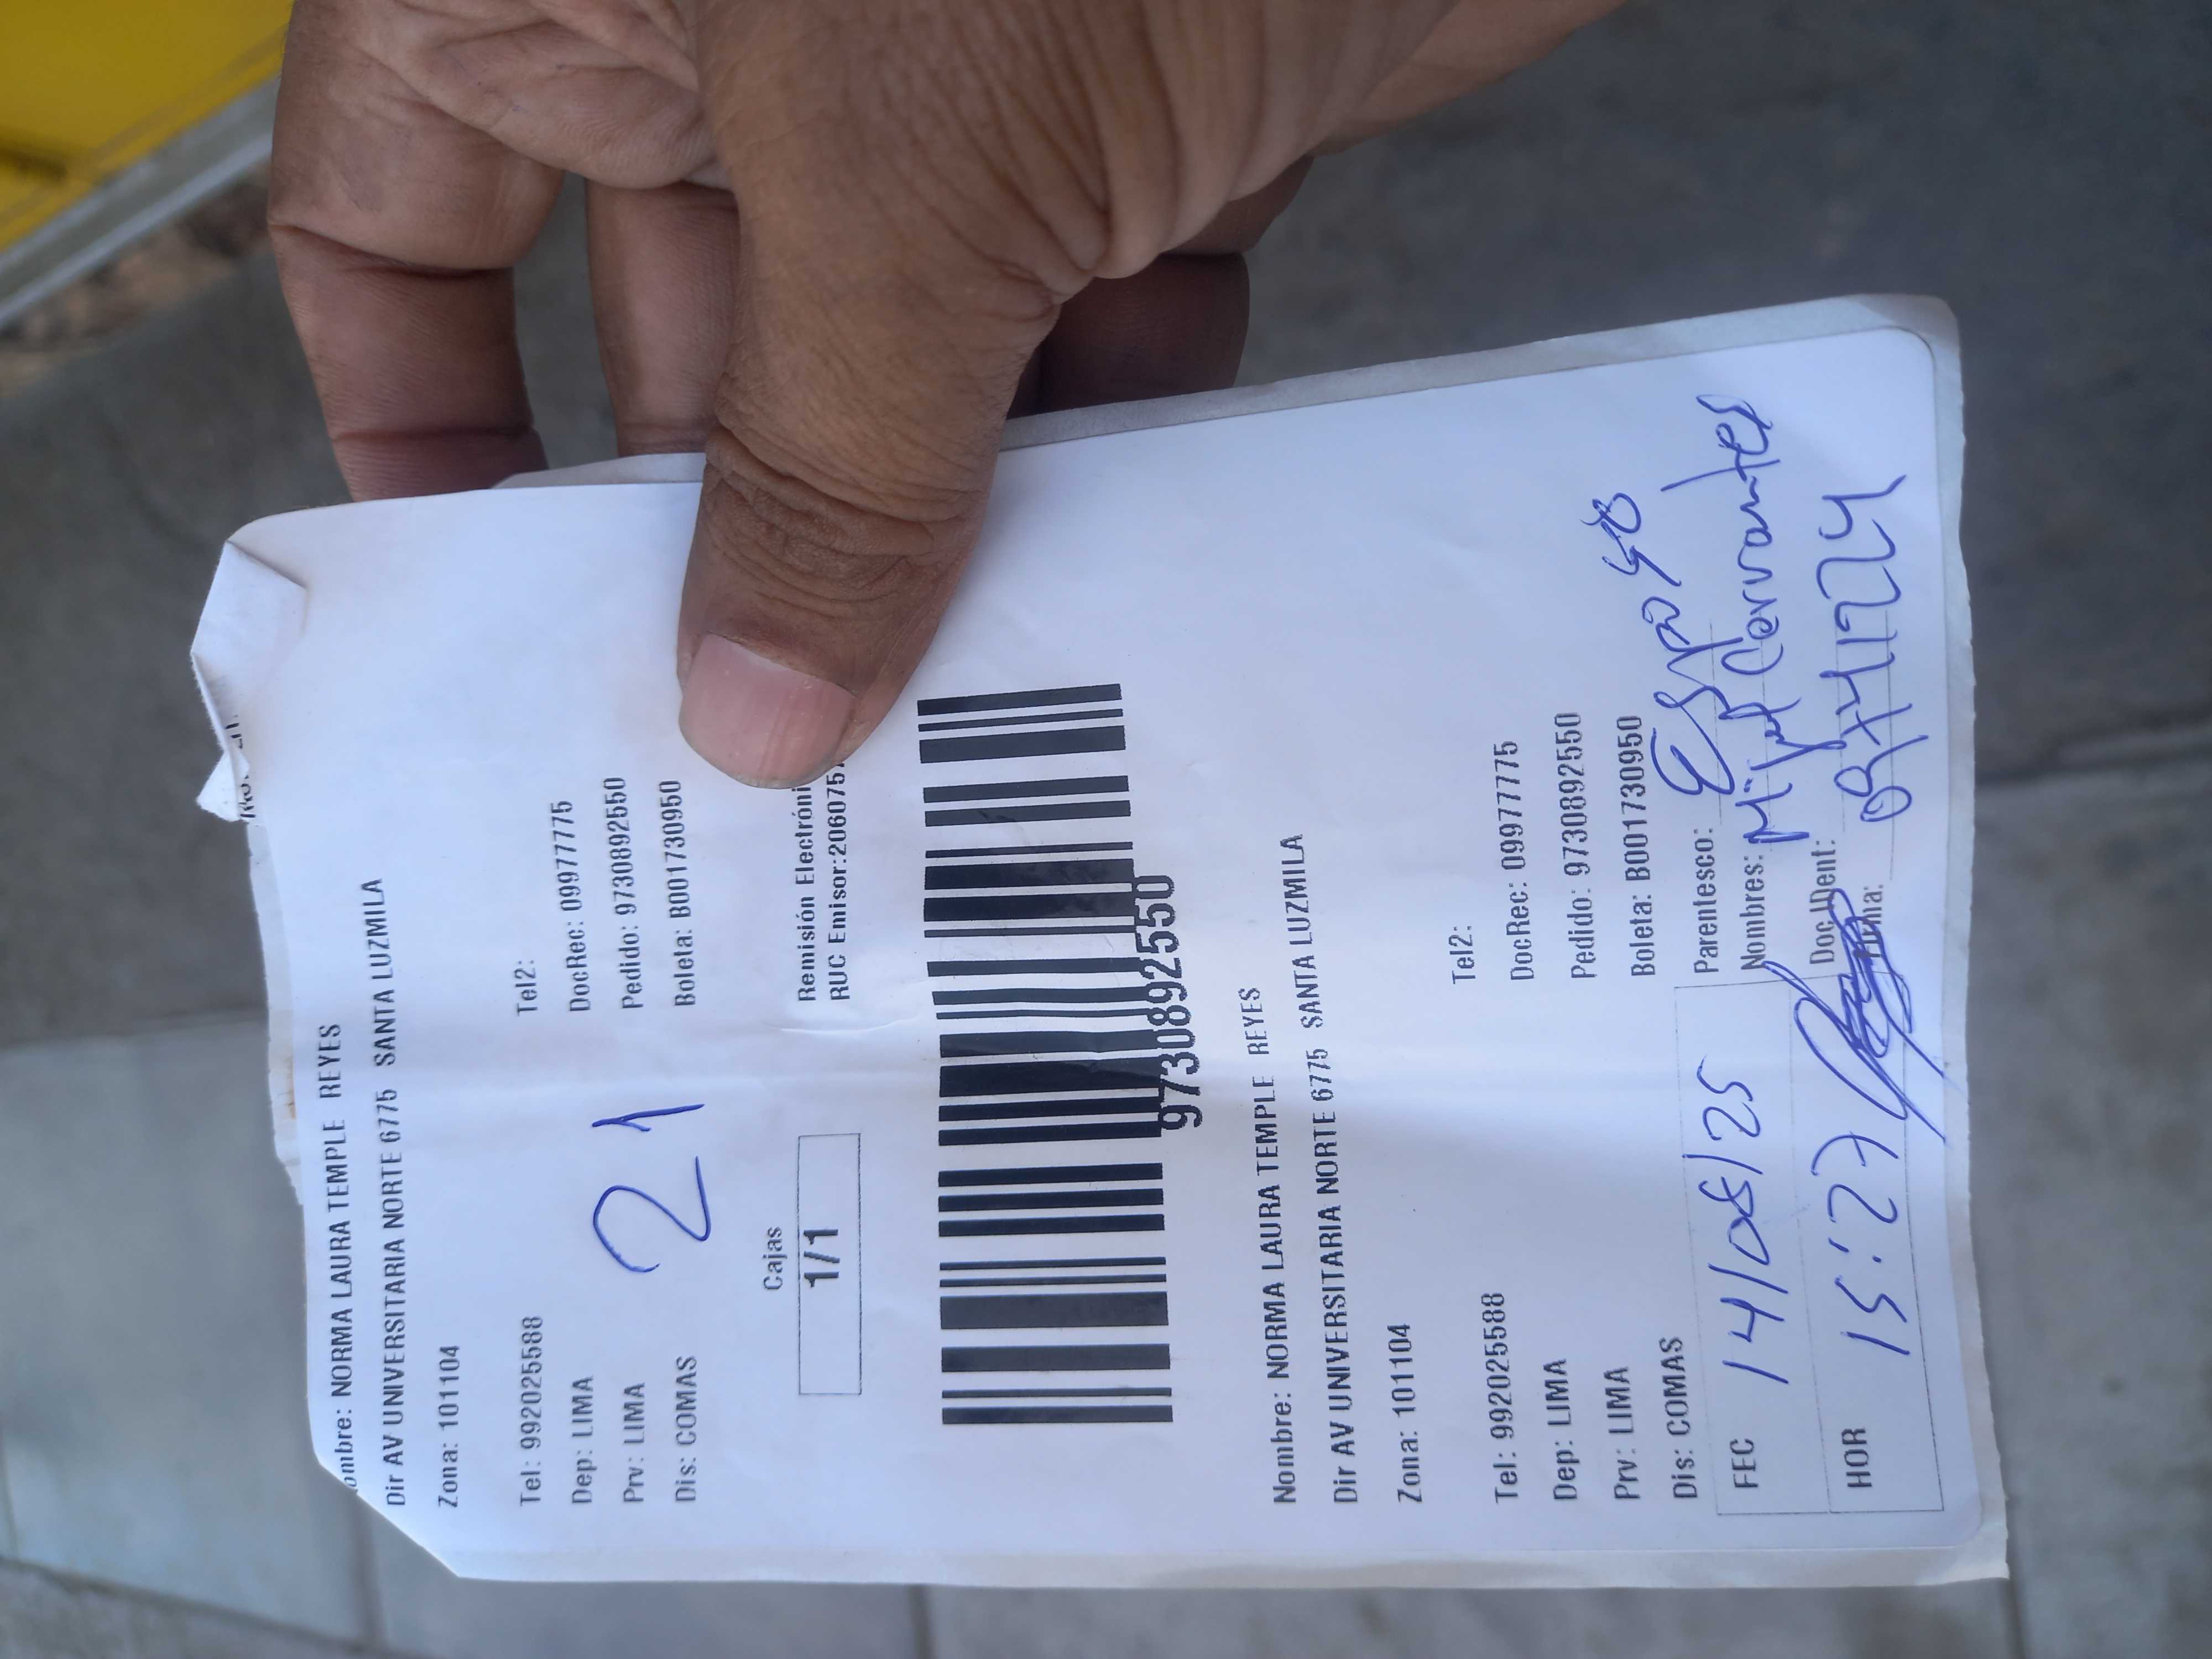 ombre: NORMA LAURA TEMPLE REYES
Dir AV UNIVERSITARIA NORTE 6775 SANTA LUZMILA
Zona: 101104
Tel: 992025588 Tel2:
Dep: LIMA DocRec: 09977775
Prv: LIMA Pedido: 9730892550
Dis: COMAS Boleta: B001730950
21
Cajas
1/1
Remisión Electróni
RUC Emisor:2060757
9730892550
Nombre: NORMA LAURA TEMPLE REYES
Dir AV UNIVERSITARIA NORTE 6775 SANTA LUZMILA
Zona: 101104
Tel: 992025588 Tel2:
Dep: LIMA DocRec: 09977775
Prv: LIMA Pedido: 9730892550
Dis: COMAS Boleta: B001730950
FEC 14/08/25 Parentesco: Esposo
Nombres: Miguel Cervantes
HOR 15:27 Doc.IDent: